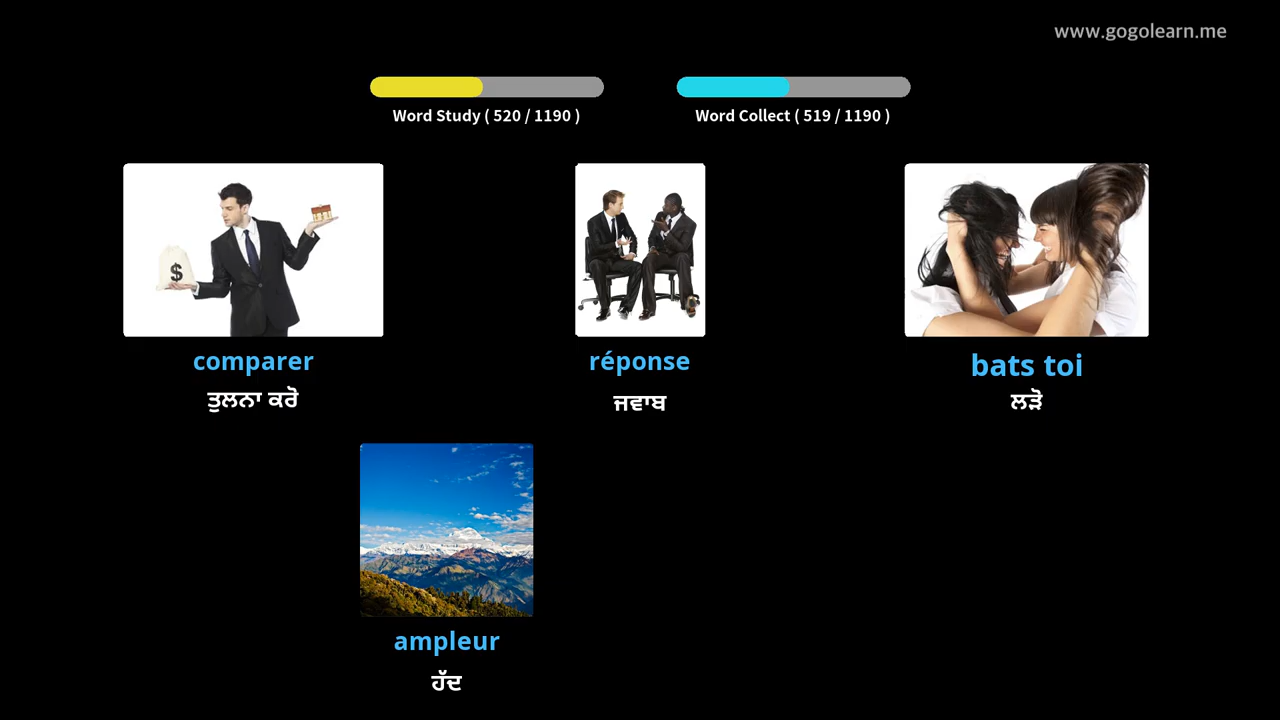 www.gogolearn.me
Word Study ( 520 / 1190 )
Word Collect ( 519 / 1190 )
$
comparer
ਤੁਲਨਾ ਕਰੋ
réponse
ਜਵਾਬ
bats toi
ਲੜੋ
ampleur
ਹੱਦ